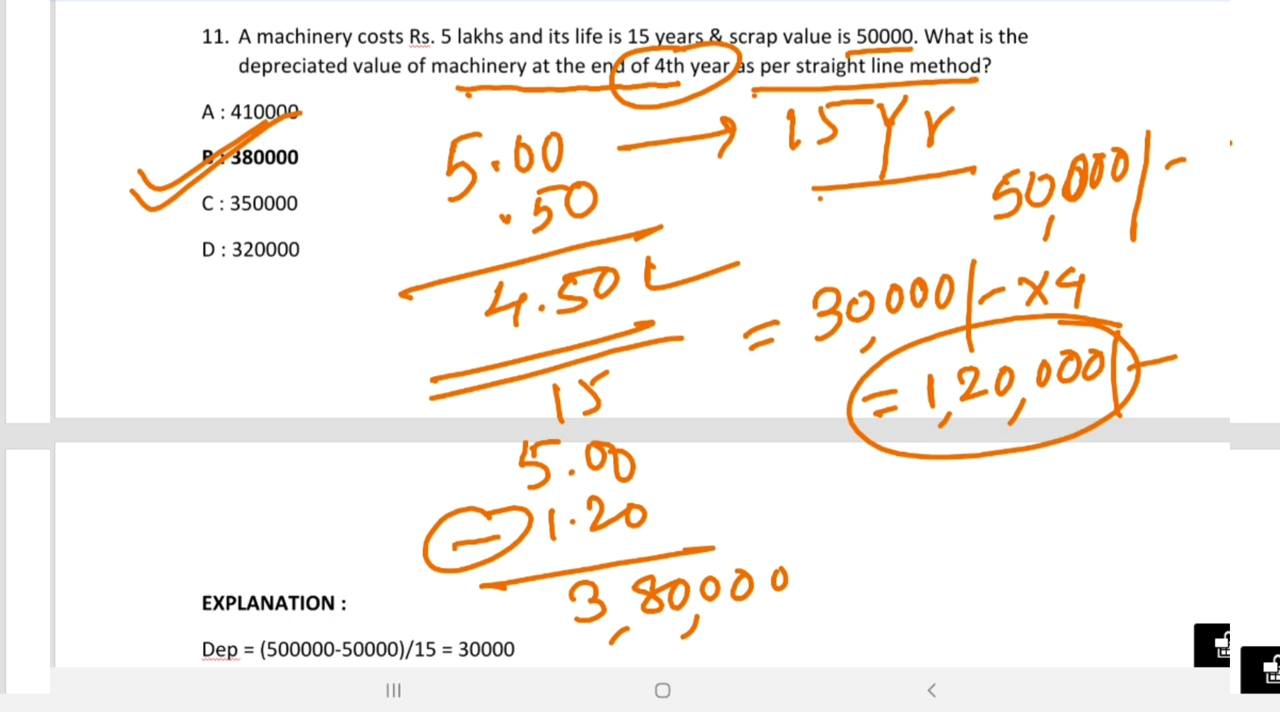 11. A machinery costs Rs. 5 lakhs and its life is 15 years & scrap value is 50000. What is the
depreciated value of machinery at the end of 4th year as per straight line method?
A : 410000
B : 380000
C : 350000
D : 320000
5.00 → 15 Yr
.50
50,000/-
4.50 L
15
= 30,000/- x4
= 1,20,000/-
5.00
- 1.20
3,80,000
EXPLANATION :
Dep = (500000-50000)/15 = 30000